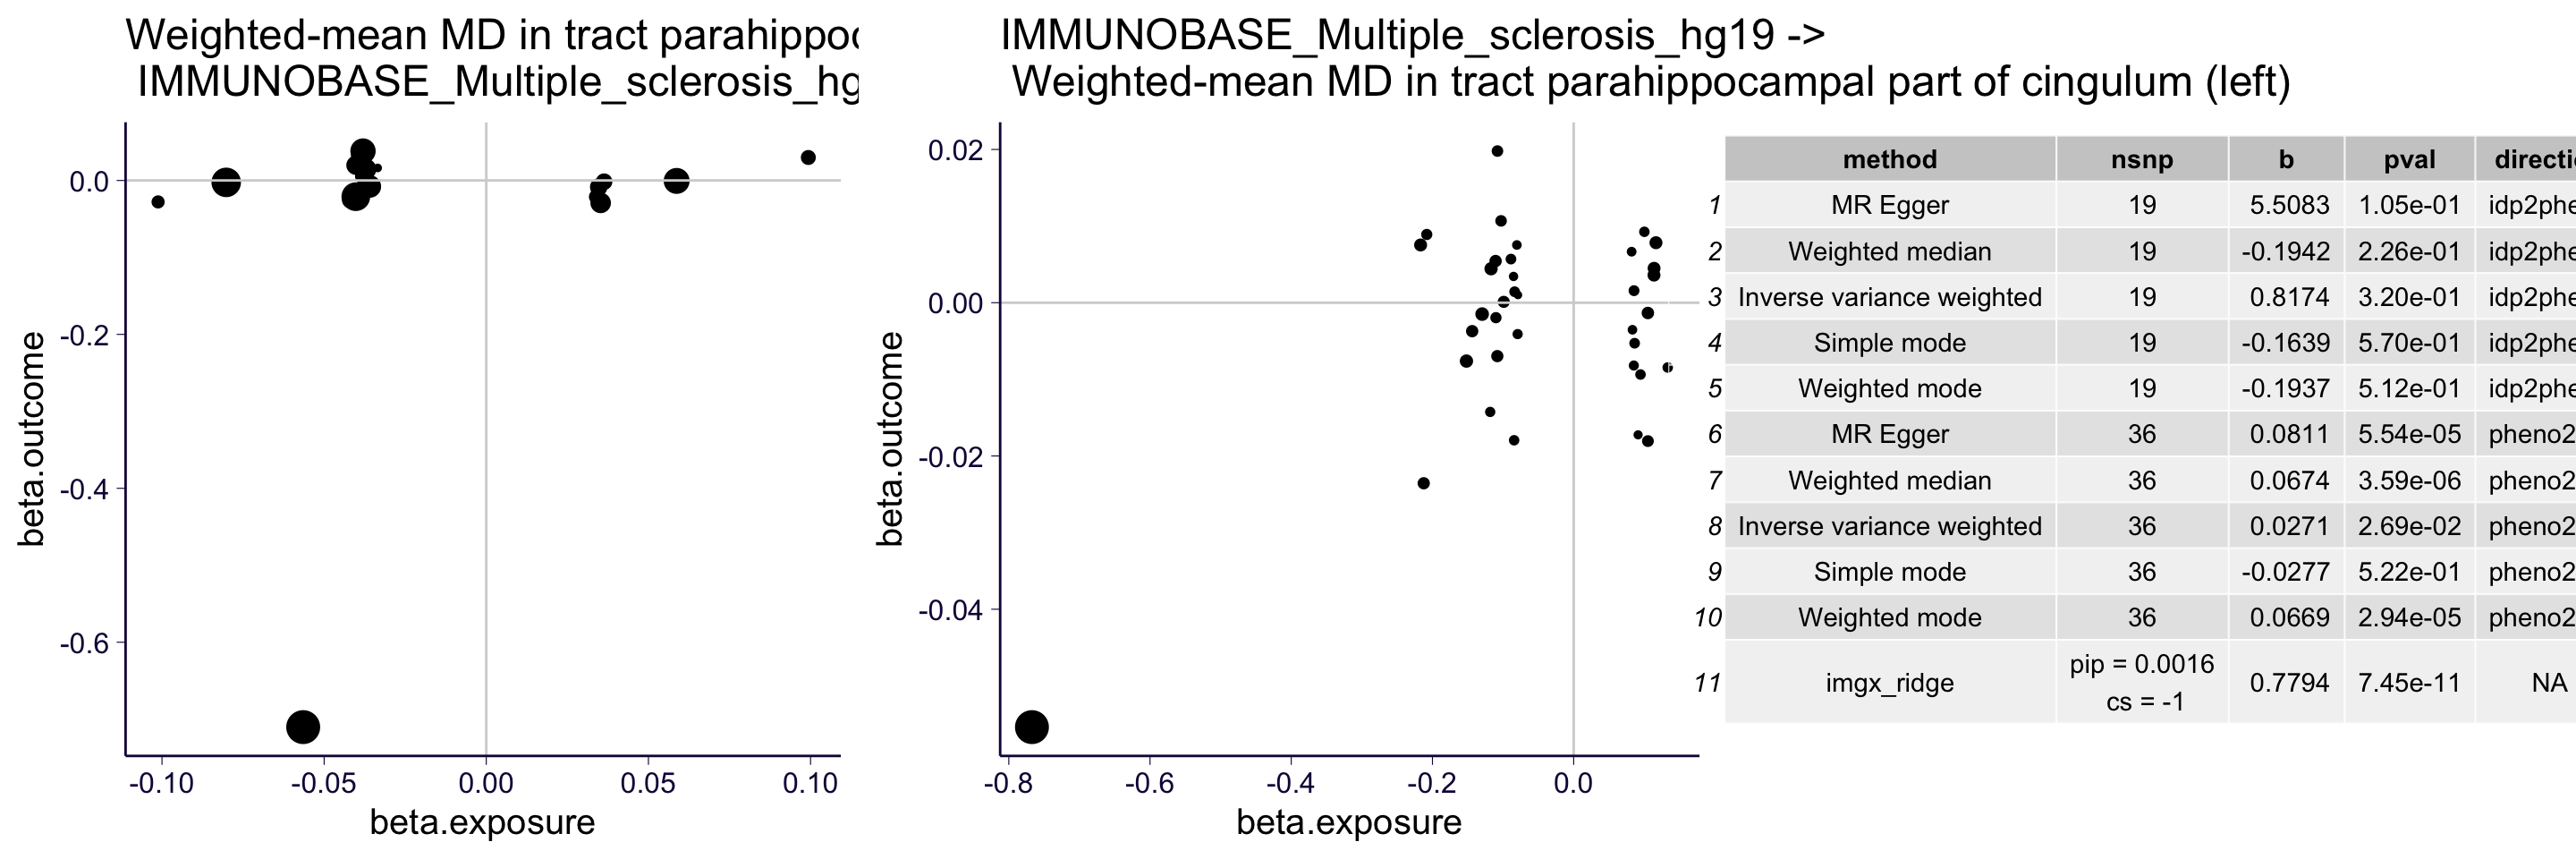 Weighted-mean MD in tract parahippoc
IMMUNOBASE_Multiple_sclerosis_hg
0.0
-0.2
-0.4
-0.6
beta.outcome
-0.10 -0.05 0.00 0.05 0.10
beta.exposure
IMMUNOBASE_Multiple_sclerosis_hg19 ->
Weighted-mean MD in tract parahippocampal part of cingulum (left)
0.02
0.00
-0.02
-0.04
beta.outcome
-0.8 -0.6 -0.4 -0.2 0.0
beta.exposure
method nsnp b pval directi
1 MR Egger 19 5.5083 1.05e-01 idp2phe
2 Weighted median 19 -0.1942 2.26e-01 idp2phe
3 Inverse variance weighted 19 0.8174 3.20e-01 idp2phe
4 Simple mode 19 -0.1639 5.70e-01 idp2phe
5 Weighted mode 19 -0.1937 5.12e-01 idp2phe
6 MR Egger 36 0.0811 5.54e-05 pheno2
7 Weighted median 36 0.0674 3.59e-06 pheno2
8 Inverse variance weighted 36 0.0271 2.69e-02 pheno2
9 Simple mode 36 -0.0277 5.22e-01 pheno2
10 Weighted mode 36 0.0669 2.94e-05 pheno2
11 imgx_ridge pip = 0.0016 0.7794 7.45e-11 NA
cs = -1